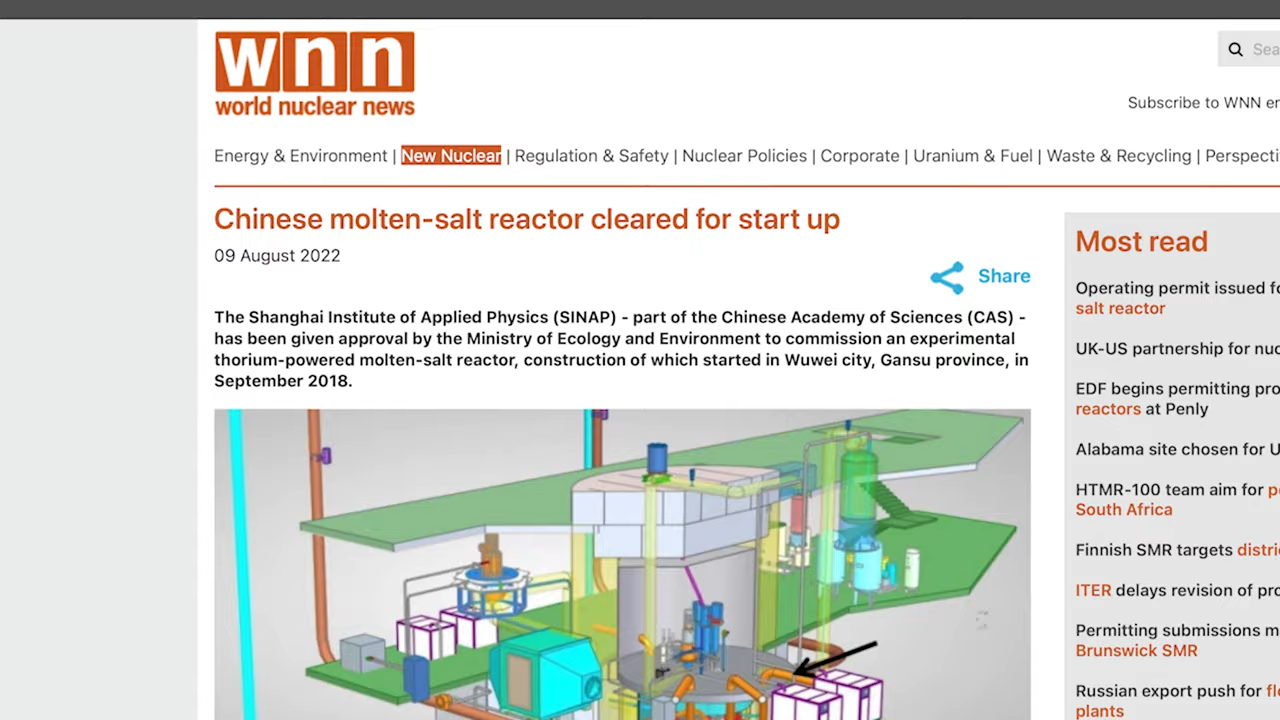 wnn
world nuclear news
Sea
Subscribe to WNN
Energy & Environment | New Nuclear | Regulation & Safety | Nuclear Policies | Corporate | Uranium & Fuel | Waste & Recycling | Perspecti
Chinese molten-salt reactor cleared for start up
09 August 2022
Share
The Shanghai Institute of Applied Physics (SINAP) - part of the Chinese Academy of Sciences (CAS) -
has been given approval by the Ministry of Ecology and Environment to commission an experimental
thorium-powered molten-salt reactor, construction of which started in Wuwei city, Gansu province, in
September 2018.
Most read
Operating permit issued
salt reactor
UK-US partnership for
EDF begins permitting
reactors at Penly
Alabama site chosen for
HTMR-100 team aim for
South Africa
Finnish SMR targets
ITER delays revision of
Permitting submissions
Brunswick SMR
Russian export push for
plants